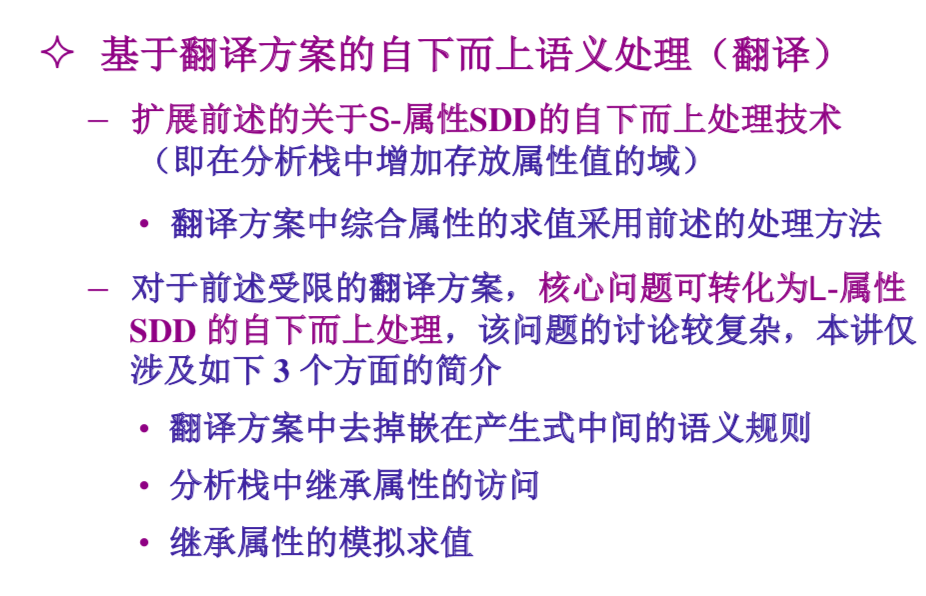 ✧ 基于翻译方案的自下而上语义处理（翻译）
– 扩展前述的关于S-属性SDD的自下而上处理技术
（即在分析栈中增加存放属性值的域）
• 翻译方案中综合属性的求值采用前述的处理方法
– 对于前述受限的翻译方案，核心问题可转化为L-属性
SDD 的自下而上处理，该问题的讨论较复杂，本讲仅
涉及如下 3 个方面的简介
• 翻译方案中去掉嵌在产生式中间的语义规则
• 分析栈中继承属性的访问
• 继承属性的模拟求值